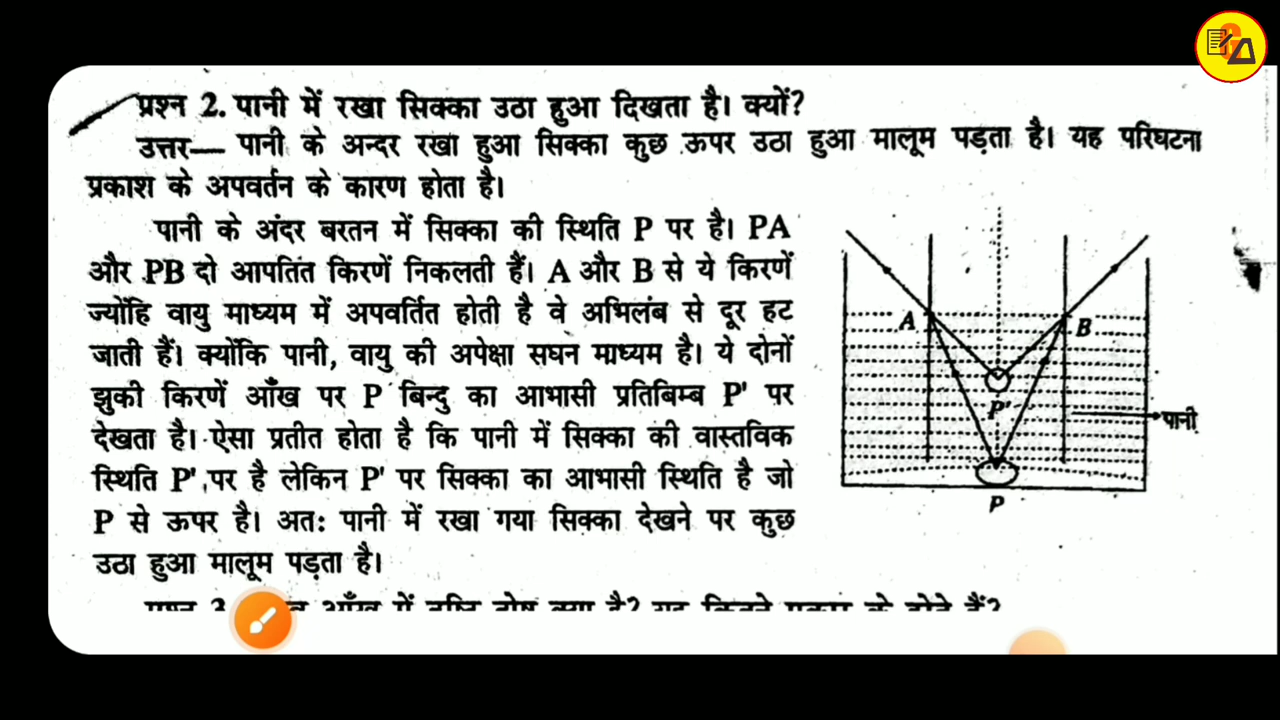 प्रश्न 2. पानी में रखा सिक्का उठा हुआ दिखता है। क्यों?
उत्तर— पानी के अन्दर रखा हुआ सिक्का कुछ ऊपर उठा हुआ मालूम पड़ता है। यह परिघटना
प्रकाश के अपवर्तन के कारण होता है।
पानी के अंदर बरतन में सिक्का की स्थिति P पर है। PA
और PB दो आपतित किरणें निकलती हैं। A और B से ये किरणें
ज्योंहि वायु माध्यम में अपवर्तित होती है वे अभिलंब से दूर हट
जाती हैं। क्योंकि पानी, वायु की अपेक्षा सघन माध्यम है। ये दोनों
झुकी किरणें आँख पर P बिन्दु का आभासी प्रतिबिम्ब P' पर
देखता है। ऐसा प्रतीत होता है कि पानी में सिक्का की वास्तविक
स्थिति P' पर है लेकिन P' पर सिक्का का आभासी स्थिति है जो
P से ऊपर है। अत: पानी में रखा गया सिक्का देखने पर कुछ
उठा हुआ मालूम पड़ता है।
A
B
P'
पानी
P